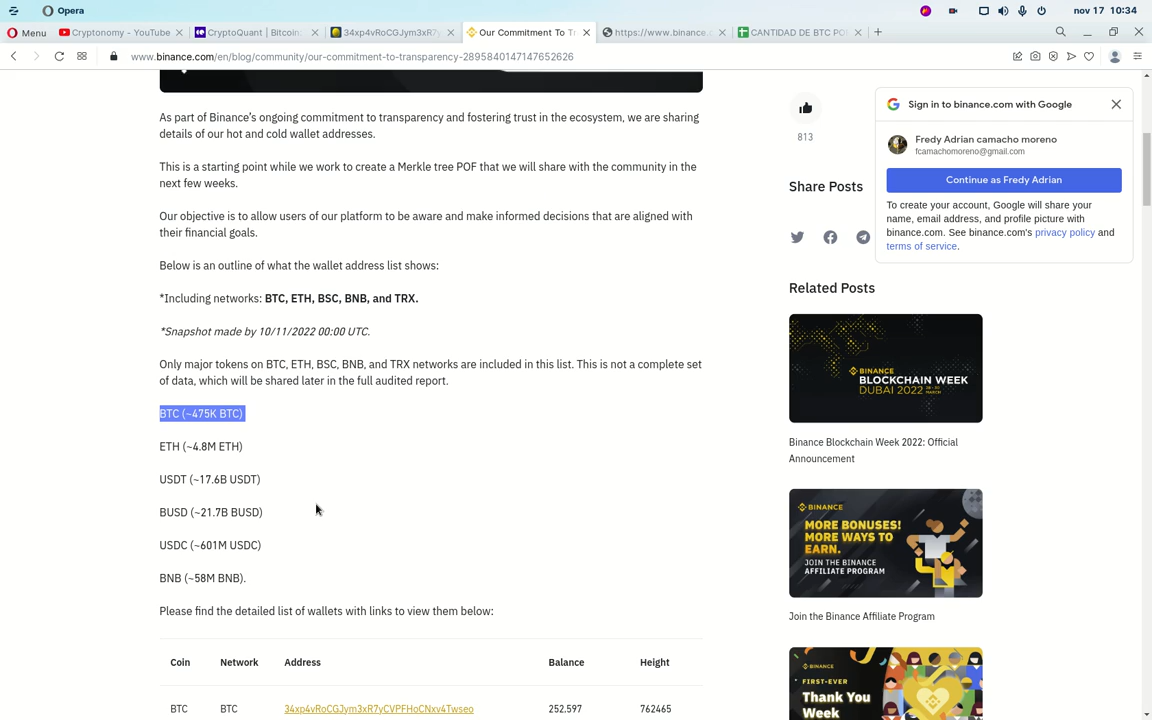 Opera
nov 17 10:34
Menu
Cryptonomy - YouTube
CryptoQuant | Bitcoin
34xp4vRoCGJym3xR7y
Our Commitment To T
https://www.binance.c
CANTIDAD DE BTC PO
www.binance.com/en/blog/community/our-commitment-to-transparency-2895840147147652626
As part of Binance's ongoing commitment to transparency and fostering trust in the ecosystem, we are sharing
details of our hot and cold wallet addresses.
This is a starting point while we work to create a Merkle tree POF that we will share with the community in the
next few weeks.
Our objective is to allow users of our platform to be aware and make informed decisions that are aligned with
their financial goals.
Below is an outline of what the wallet address list shows:
*Including networks: BTC, ETH, BSC, BNB, and TRX.
*Snapshot made by 10/11/2022 00:00 UTC.
Only major tokens on BTC, ETH, BSC, BNB, and TRX networks are included in this list. This is not a complete set
of data, which will be shared later in the full audited report.
BTC (~475K BTC)
ETH (~4.8M ETH)
USDT (~17.6B USDT)
BUSD (~21.7B BUSD)
USDC (~601M USDC)
BNB (~58M BNB).
Please find the detailed list of wallets with links to view them below:
Coin Network Address Balance Height
BTC BTC 34xp4vRoCGJym3xR7yCVPFHoCNxv4Twseo 252,597 762465
813
Share Posts
Sign in to binance.com with Google
Fredy Adrian camacho moreno
fcamachomoreno@gmail.com
Continue as Fredy Adrian
To create your account, Google will share your
name, email address, and profile picture with
binance.com. See binance.com's privacy policy and
terms of service.
Related Posts
BINANCE
BLOCKCHAIN WEEK
DUBAI 2022
Binance Blockchain Week 2022: Official
Announcement
BINANCE
MORE BONUSES!
MORE WAYS TO
EARN.
JOIN THE BINANCE
AFFILIATE PROGRAM
Join the Binance Affiliate Program
BINANCE
FIRST-EVER
Thank You
Week